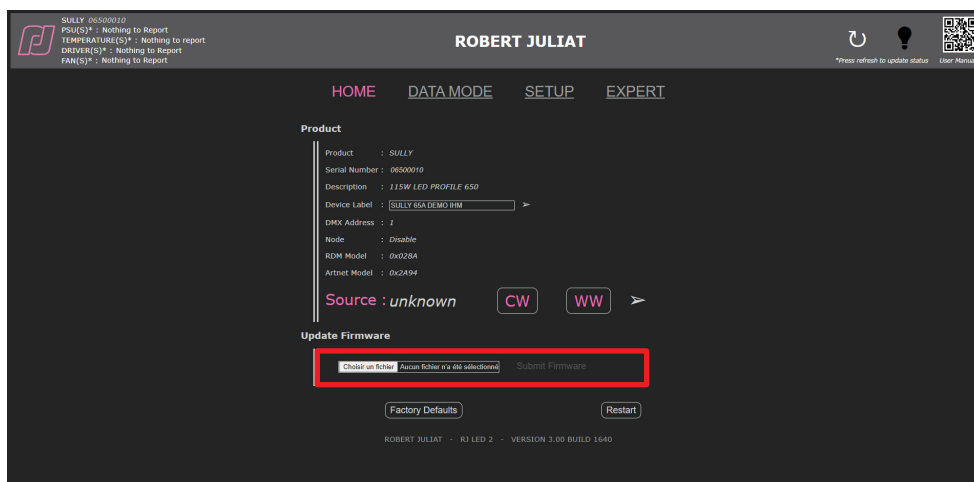 SULLY 06500010
PSU(S)* : Nothing to Report
TEMPERATURE(S)* : Nothing to report
DRIVER(S)* : Nothing to Report
FAN(S)* : Nothing to Report
ROBERT JULIAT
*Press refresh to update status
User Manual
HOME DATA MODE SETUP EXPERT
Product
Product : SULLY
Serial Number : 06500010
Description : 115W LED PROFILE 650
Device Label : SULLY 65A DEMO IHM ➢
DMX Address : 1
Node : Disable
RDM Model : 0x028A
Artnet Model : 0x2A94
Source : unknown CW WW ➢
Update Firmware
Choisir un fichier Aucun fichier n'a été sélectionné Submit Firmware
Factory Defaults Restart
ROBERT JULIAT - RJ LED 2 - VERSION 3.00 BUILD 1640